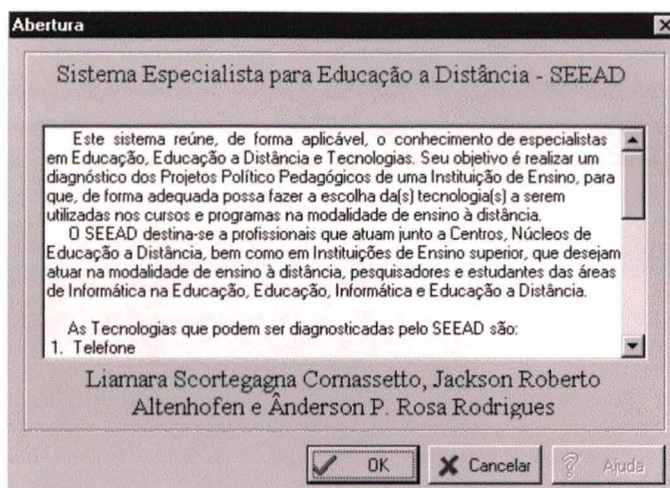 Abertura
Sistema Especialista para Educação a Distância - SEEAD
Este sistema reúne, de forma aplicável, o conhecimento de especialistas
em Educação, Educação a Distância e Tecnologias. Seu objetivo é realizar um
diagnóstico dos Projetos Político Pedagógicos de uma Instituição de Ensino, para
que, de forma adequada possa fazer a escolha da(s) tecnologia(s) a serem
utilizadas nos cursos e programas na modalidade de ensino à distância.
O SEEAD destina-se a profissionais que atuam junto a Centros, Núcleos de
Educação a Distância, bem como em Instituições de Ensino superior, que desejam
atuar na modalidade de ensino à distância, pesquisadores e estudantes das áreas
de Informática na Educação, Educação, Informática e Educação a Distância.
As Tecnologias que podem ser diagnosticadas pelo SEEAD são:
1. Telefone
Liamara Scortegagna Comassetto, Jackson Roberto
Altenhofen e Ânderson P. Rosa Rodrigues
OK Cancelar Ajuda